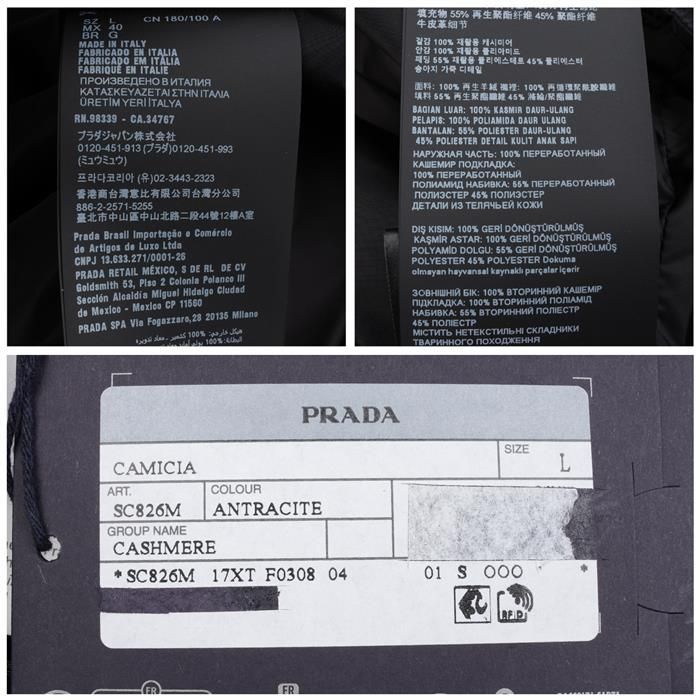 SZ L
MX 40
BR G
CN 180/100 A
MADE IN ITALY
FABRICADO EN ITALIA
FABRICADO EM ITÁLIA
FABRIQUÉ EN ITALIE
ПРОИЗВЕДЕНО В ИТАЛИЯ
ΚΑΤΑΣΚΕΥΑΖΕΤΑΙ ΣΤΗΝ ΙΤΑΛΙΑ
ÜRETİM YERİ İTALYA
RN.98339 - CA.34767
プラダジャパン株式会社
0120-451-913 (プラダ)0120-451-993
(ミュウミュウ)
프라다코리아 (유) 02-3443-2323
香港商台灣普比有限公司台灣分公司
886-2-2571-5255
臺北市中山區中山北路二段44號12樓
Prada Brasil Importação e Comércio
de Artigos de Luxo Ltda
CNPJ 13.633.271/0001-26
PRADA RETAIL MÉXICO, S DE RL DE CV
Goldsmith 53, Piso 2 Colonia Polanco III
Sección Alcaldía Miguel Hidalgo Ciudad
de Mexico - Mexico CP 11560
PRADA SPA Via Fogazzaro,28 20135 Milano
填充物 55% 再生聚酯纤维 45% 聚酯纤维
牛皮革细节
겉감 100% 재활용 캐시미어
안감 100% 재활용 폴리아미드
패딩 55% 재활용 폴리에스테르 45% 폴리에스터
송아지 가죽 디테일
面料: 100% 再生羊絨 襯裡: 100% 再循環聚酰胺纖維
填料 55% 再生聚酯纖維 45%
BAGIAN LUAR: 100% KASMIR DAUR-ULANG
PELAPIS: 100% POLIAMIDA DAUR-ULANG
BANTALAN: 55% POLIESTER DAUR-ULANG
45% POLIESTER DETAIL KULIT ANAK SAPI
НАРУЖНАЯ ЧАСТЬ: 100% ПЕРЕРАБОТАННЫЙ
КАШЕМИР ПОДКЛАДКА:
100% ПЕРЕРАБОТАННЫЙ
ПОЛИАМИД НАБИВКА: 55% ПЕРЕРАБОТАННЫЙ
ПОЛИЭСТЕР 45% ПОЛИЭСТЕР
ДЕТАЛИ ИЗ ТЕЛЯЧЬЕЙ КОЖИ
DIŞ KISIM: 100% GERİ DÖNÜŞTÜRÜLMÜŞ
KAŞMİR ASTAR: 100% GERİ DÖNÜŞTÜRÜLMÜŞ
POLYAMİD DOLGU: 55% GERİ DÖNÜŞTÜRÜLMÜŞ
POLYESTER 45% POLYESTER Dokuma
olmayan hayvansal kaynaklı parçalar içerir
ЗОВНІШНІЙ БІК: 100% ВТОРИННИЙ КАШЕМІР
ПІДКЛАДКА: 100% ВТОРИННИЙ ПОЛІАМІД
НАБИВКА: 55% ВТОРИННИЙ ПОЛІЕСТР
45% ПОЛІЕСТР
МІСТИТЬ НЕТЕКСТИЛЬНІ СКЛАДНИКИ
ТВАРИННОГО ПОХОДЖЕННЯ
PRADA
CAMICIA
SIZE L
ART. SC826M
COLOUR ANTRACITE
GROUP NAME
CASHMERE
*SC826M 17XT F0308 04 01 S OOO *
RFID
FR
FR